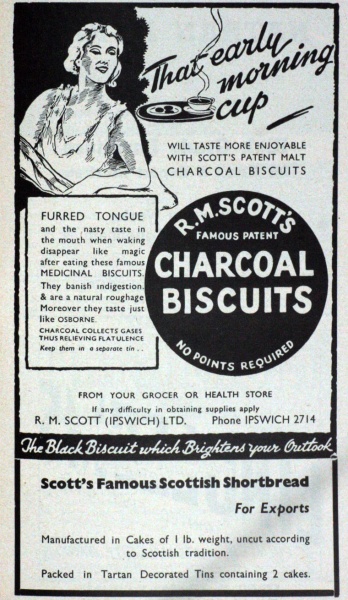 That early
morning
cup
WILL TASTE MORE ENJOYABLE
WITH SCOTT'S PATENT MALT
CHARCOAL BISCUITS
FURRED TONGUE
and the nasty taste in
the mouth when waking
disappear like magic
after eating these famous
MEDICINAL BISCUITS.
They banish indigestion,
& are a natural roughage
Moreover they taste just
like OSBORNE.
CHARCOAL COLLECTS GASES
THUS RELIEVING FLATULENCE
Keep them in a separate tin . .
R.M.SCOTT'S
FAMOUS PATENT
CHARCOAL
BISCUITS
NO POINTS REQUIRED
FROM YOUR GROCER OR HEALTH STORE
If any difficulty in obtaining supplies apply
R. M. SCOTT (IPSWICH) LTD. Phone IPSWICH 2714
The Black Biscuit which Brightens your Outlook
Scott's Famous Scottish Shortbread
For Exports
Manufactured in Cakes of 1 lb. weight, uncut according
to Scottish tradition.
Packed in Tartan Decorated Tins containing 2 cakes.